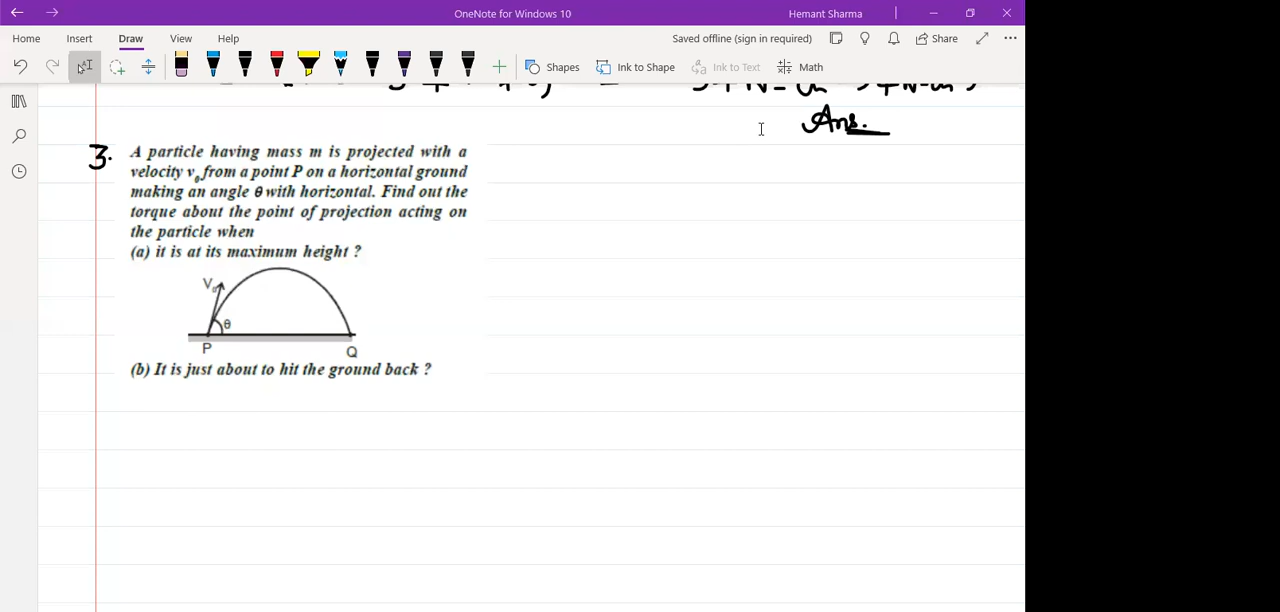 OneNote for Windows 10
Hemant Sharma
Home Insert Draw View Help
Saved offline (sign in required)
Share
Shapes
Ink to Shape
Ink to Text
Math
Ans.
3. A particle having mass m is projected with a
velocity v₀ from a point P on a horizontal ground
making an angle θ with horizontal. Find out the
torque about the point of projection acting on
the particle when
(a) it is at its maximum height ?
V₀
θ
P
Q
(b) It is just about to hit the ground back ?